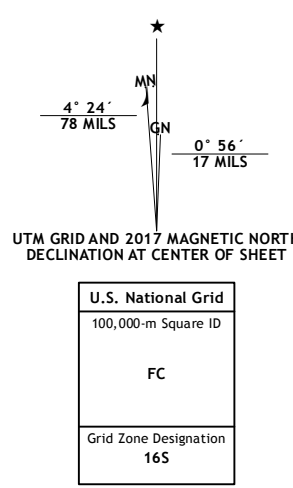 ★
MN
4° 24´
78 MILS
GN
0° 56´
17 MILS
UTM GRID AND 2017 MAGNETIC NORTH
DECLINATION AT CENTER OF SHEET
U.S. National Grid
100,000-m Square ID
FC
Grid Zone Designation
16S